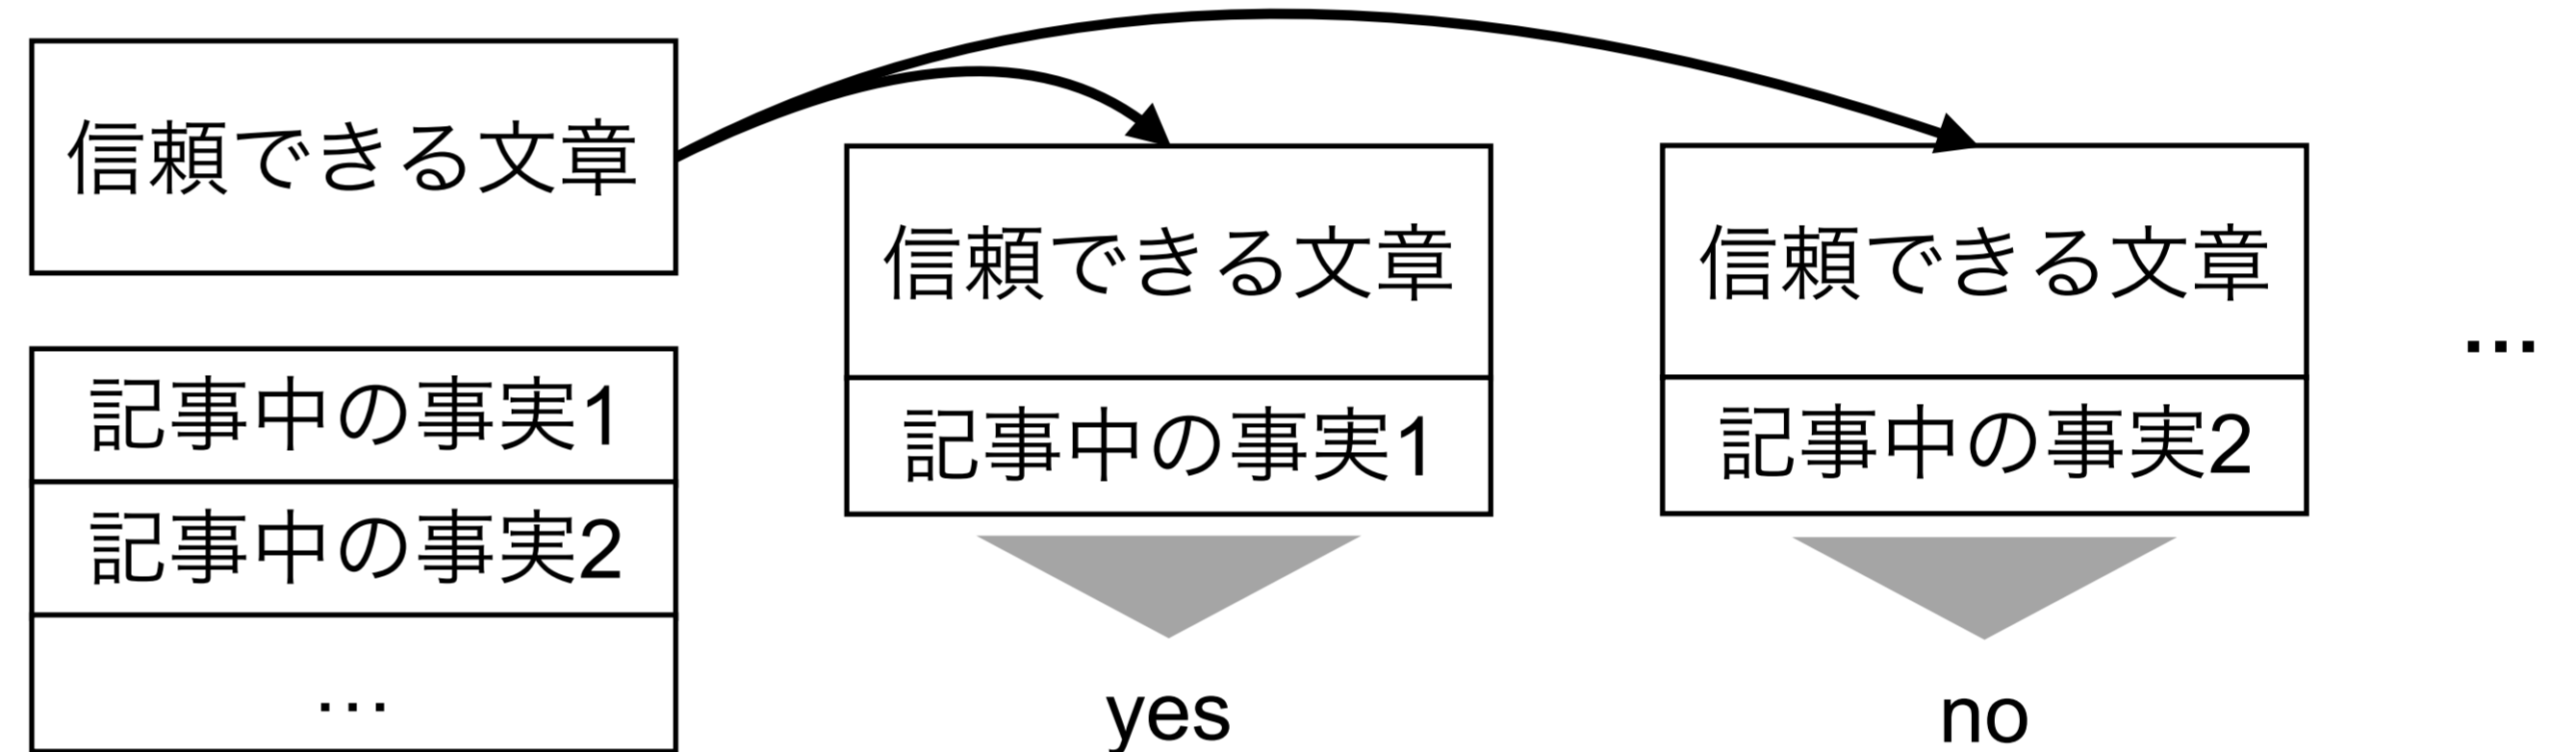 信頼できる文章
記事中の事実1
記事中の事実2
...
信頼できる文章
記事中の事実1
yes
信頼できる文章
記事中の事実2
no
...